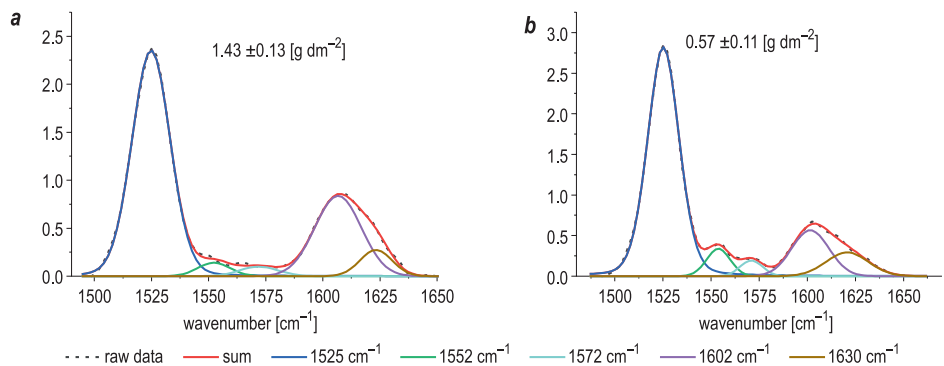 a
1.43 ±0.13 [g dm⁻²]
2.5
2.0
1.5
1.0
0.5
0.0
1500 1525 1550 1575 1600 1625 1650
wavenumber [cm⁻¹]
b
0.57 ±0.11 [g dm⁻²]
3.0
2.5
2.0
1.5
1.0
0.5
0.0
1500 1525 1550 1575 1600 1625 1650
wavenumber [cm⁻¹]
raw data sum 1525 cm⁻¹ 1552 cm⁻¹ 1572 cm⁻¹ 1602 cm⁻¹ 1630 cm⁻¹